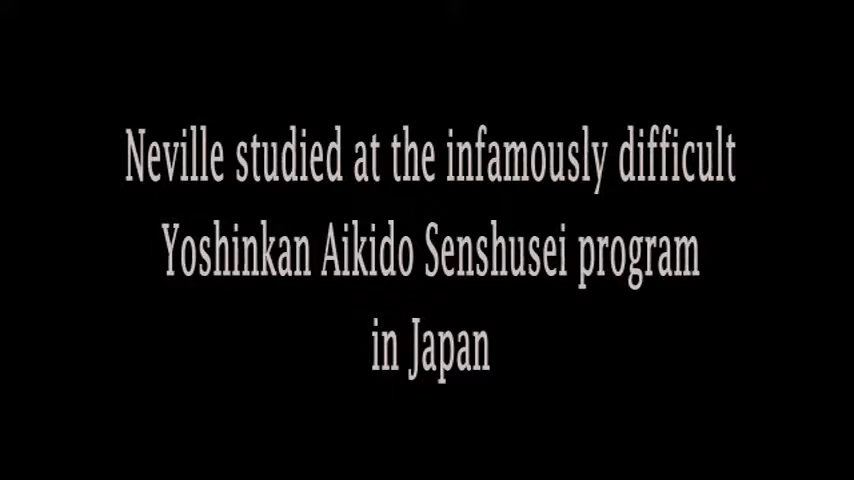 Neville studied at the infamously difficult
Yoshinkan Aikido Senshusei program
in Japan